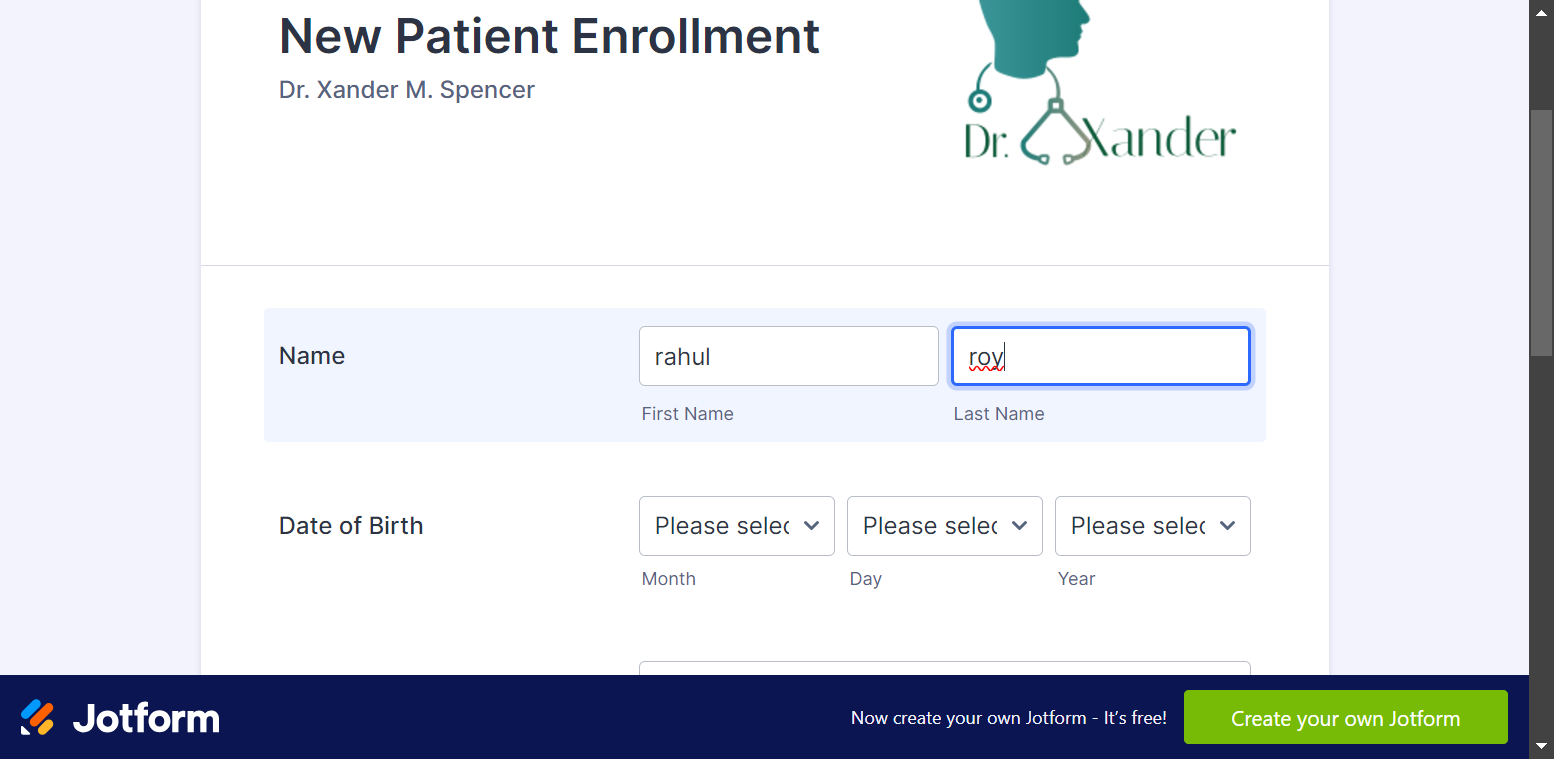 New Patient Enrollment
Dr. Xander M. Spencer
Dr. Xander
Name
rahul
roy
First Name
Last Name
Date of Birth
Please selec
Please selec
Please selec
Month
Day
Year
Jotform
Now create your own Jotform - It's free!
Create your own Jotform